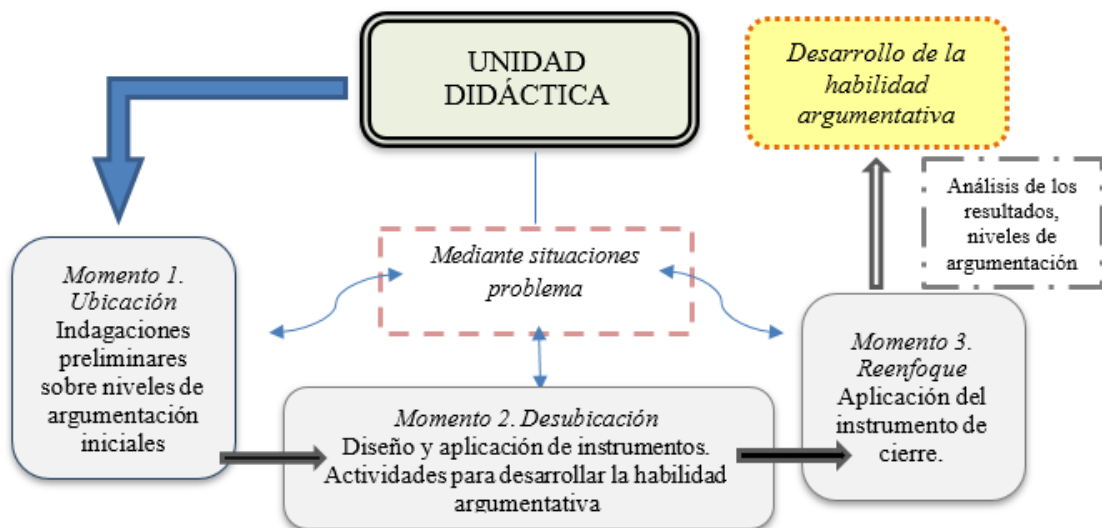 UNIDAD
DIDÁCTICA
Desarrollo de la
habilidad
argumentativa
Análisis de los
resultados,
niveles de
argumentación
Mediante situaciones
problema
Momento 1.
Ubicación
Indagaciones
preliminares
sobre niveles de
argumentación
iniciales
Momento 2. Desubicación
Diseño y aplicación de instrumentos.
Actividades para desarrollar la habilidad
argumentativa
Momento 3.
Reenfoque
Aplicación del
instrumento de
cierre.